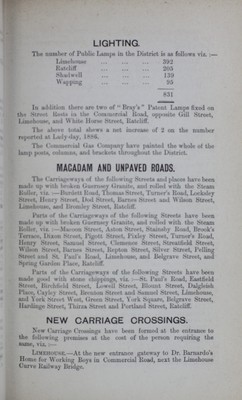 LIGHTING.
The number of Public Lamps in the District is as follows viz. :—
Limehouse ... ... ... 392
Ratcliff ... ... ... 205
Shadwell ... ... ... 139
Wapping ... ... ... 95
831
In addition there are two of "Bray's" Patent Lamps fixed on
the Street Rests in the Commercial Road, opposite Gill Street,
Limehouse, and White Horse Street, Ratcliff.
The above total shows a net increase of 2 on the number
reported at Lady-day, 1886.
The Commercial Gas Company have painted the whole of the
lamp posts, columns, and brackets throughout the District.
MACADAM AND UNPAVED ROADS.
The Carriageways of the following Streets and places have been
made up with broken Guernsey Granite, and rolled with the Steam
Roller, viz. :—Burdett Road, Thomas Street, Turner's Road, Locksley
Street, Henry Street, Dod Street, Barnes Street and Wilson Street,
Limehouse, and Bromley Street, Ratcliff.
Parts of the Carriageways of the following Streets have been
made up with broken Guernsey Granite, and rolled with the Steam
Roller, viz. :—Maroon Street, Aston Street, Stainsby Road, Brook's
Terrace, Dixon Street, Pigott Street, Pixley Street, Turner's Road,
Henry Street, Samuel Street, Clemence Street, Streatfield Street,
Wilson Street, Barnes Street, Repton Street, Silver Street, Pelling
Street and St. Paul's Road, Limehouse, and Belgrave Street, and
Spring Garden Place, Ratcliff.
Parts of the Carriageways of the following Streets have been
made good with stone chippings, viz. :—St. Paul's Road, Eastfield
Street, Birchfield Street, Lowell Street, Blount Street, Dalgleish
Place, Cayley Street, Brenton Street and Samuel Street, Limehouse,
and York Street West, Green Street, York Square, Belgrave Street,
Hardinge Street, Thirza Street and Portland Street, Ratcliff.
NEW CARRIAGE CROSSINGS.
New Carriage Crossings have been formed at the entrance to
the following premises at the cost of the person requiring the
same, viz. :—
LIMEHOUSE.—At the new entrance gateway to Dr. Barnardo's
Home for Working Boys in Commercial Road, next the Limehouse
Curve Railway Bridge.